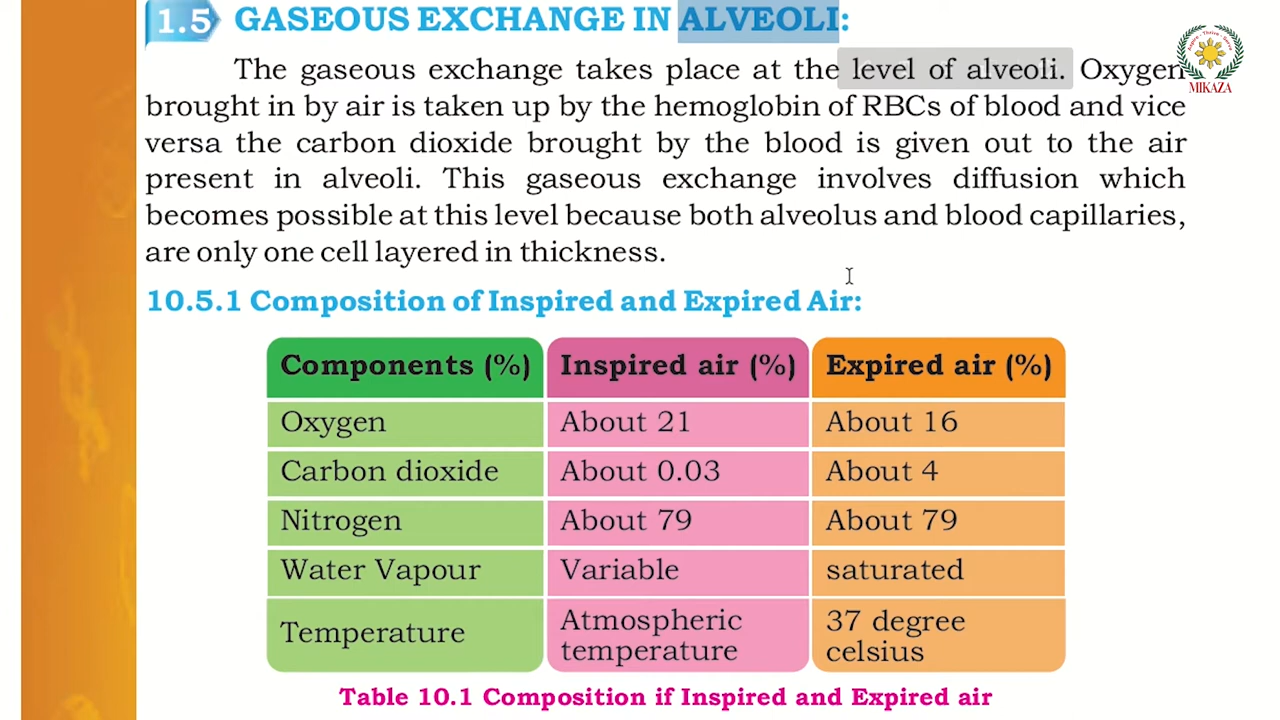 1.5 GASEOUS EXCHANGE IN ALVEOLI:
The gaseous exchange takes place at the level of alveoli. Oxygen
brought in by air is taken up by the hemoglobin of RBCs of blood and vice
versa the carbon dioxide brought by the blood is given out to the air
present in alveoli. This gaseous exchange involves diffusion which
becomes possible at this level because both alveolus and blood capillaries,
are only one cell layered in thickness.
10.5.1 Composition of Inspired and Expired Air:
Components (%) Inspired air (%) Expired air (%)
Oxygen About 21 About 16
Carbon dioxide About 0.03 About 4
Nitrogen About 79 About 79
Water Vapour Variable saturated
Temperature Atmospheric temperature 37 degree celsius
Table 10.1 Composition if Inspired and Expired air
MIKAZA